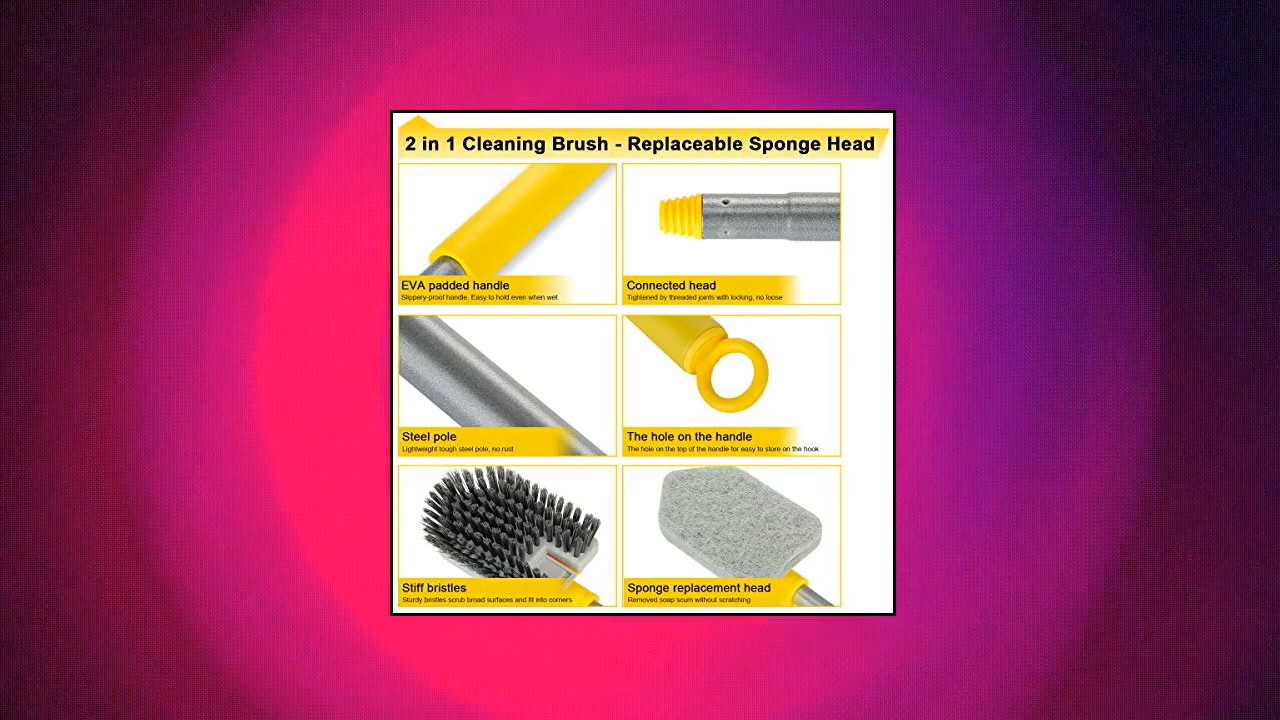 2 in 1 Cleaning Brush - Replaceable Sponge Head
EVA padded handle
Slippery-proof handle, Easy to hold even when wet
Connected head
Tightened by threaded joints with locking, no loose
Steel pole
Lightweight tough steel pole, no rust
The hole on the handle
The hole on the top of the handle for easy to store on the hook
Stiff bristles
Sturdy bristles scrub broad surfaces and fit into corners
Sponge replacement head
Removed soap scum without scratching